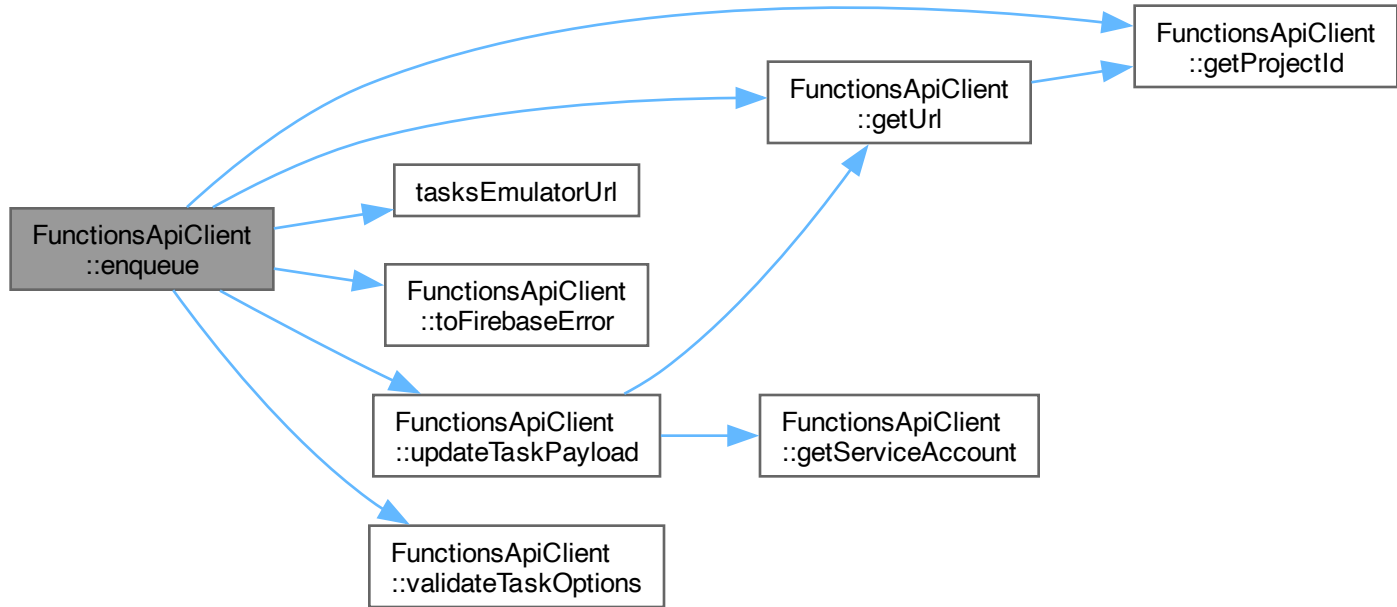 FunctionsApiClient
::enqueue
FunctionsApiClient
::getProjectId
FunctionsApiClient
::getUrl
tasksEmulatorUrl
FunctionsApiClient
::toFirebaseError
FunctionsApiClient
::updateTaskPayload
FunctionsApiClient
::getServiceAccount
FunctionsApiClient
::validateTaskOptions